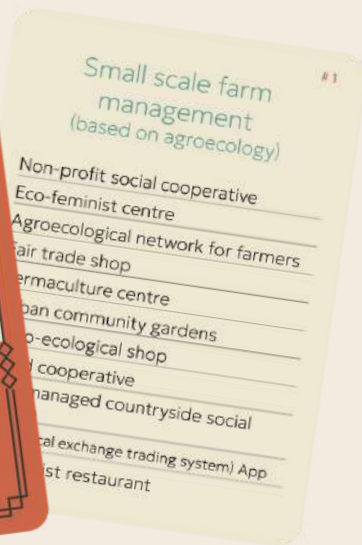 #1
Small scale farm
management
(based on agroecology)
Non-profit social cooperative
Eco-feminist centre
Agroecological network for farmers
air trade shop
ermaculture centre
ban community gardens
o-ecological shop
cooperative
managed countryside social
cal exchange trading system) App
ist restaurant